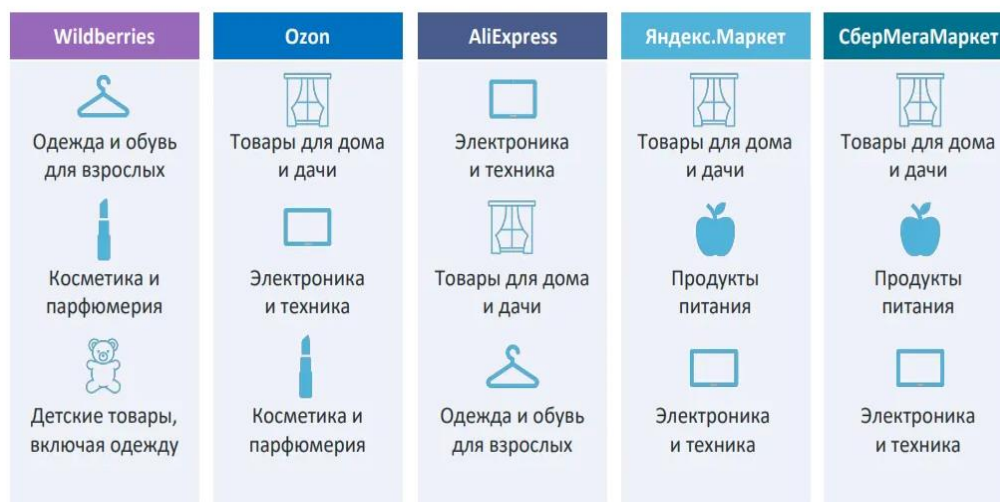 Wildberries
Ozon
AliExpress
Яндекс.Маркет
СберМегаМаркет
Одежда и обувь
для взрослых
Товары для дома
и дачи
Электроника
и техника
Товары для дома
и дачи
Товары для дома
и дачи
Косметика и
парфюмерия
Электроника
и техника
Товары для дома
и дачи
Продукты
питания
Продукты
питания
Детские товары,
включая одежду
Косметика и
парфюмерия
Одежда и обувь
для взрослых
Электроника
и техника
Электроника
и техника